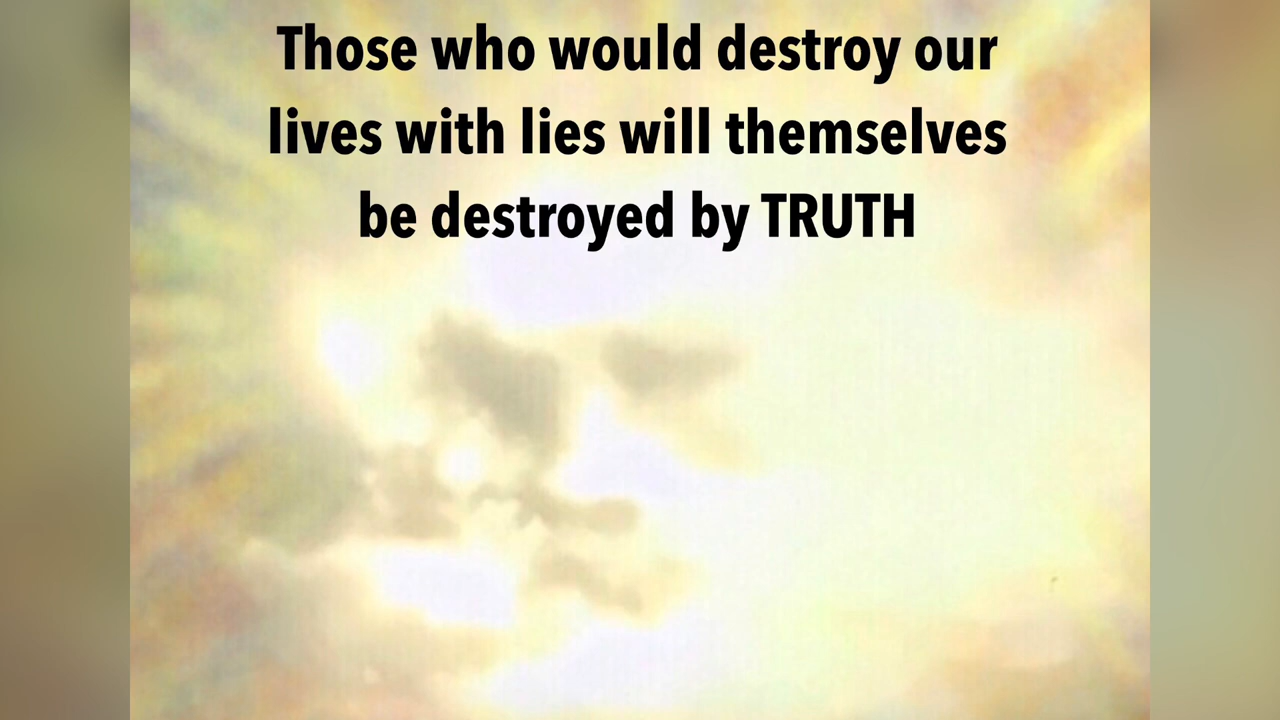 Those who would destroy our
lives with lies will themselves
be destroyed by TRUTH